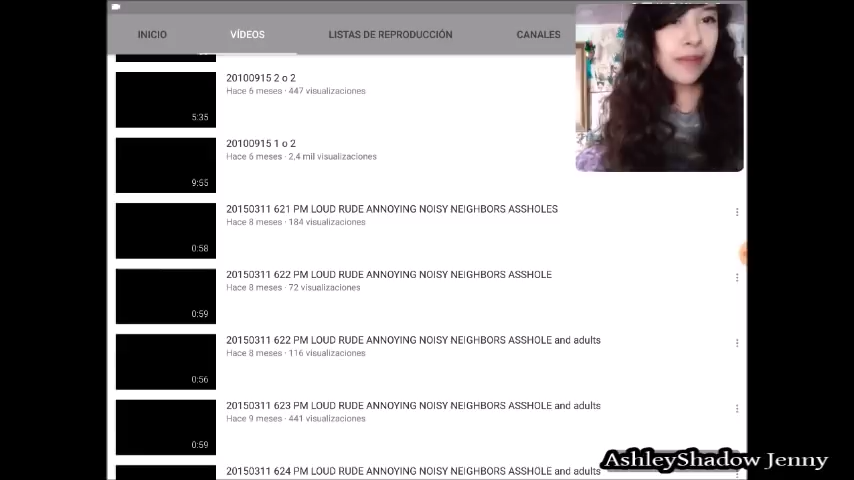 INICIO
VÍDEOS
LISTAS DE REPRODUCCIÓN
CANALES
20100915 2 o 2
Hace 6 meses · 447 visualizaciones
5:35
20100915 1 o 2
Hace 6 meses · 2,4 mil visualizaciones
9:55
20150311 621 PM LOUD RUDE ANNOYING NOISY NEIGHBORS ASSHOLES
Hace 8 meses · 184 visualizaciones
0:58
20150311 622 PM LOUD RUDE ANNOYING NOISY NEIGHBORS ASSHOLE
Hace 8 meses · 72 visualizaciones
0:59
20150311 622 PM LOUD RUDE ANNOYING NOISY NEIGHBORS ASSHOLE and adults
Hace 8 meses · 116 visualizaciones
0:56
20150311 623 PM LOUD RUDE ANNOYING NOISY NEIGHBORS ASSHOLE and adults
Hace 9 meses · 441 visualizaciones
0:59
20150311 624 PM LOUD RUDE ANNOYING NOISY NEIGHBORS ASSHOLE and adults
AshleyShadow Jenny